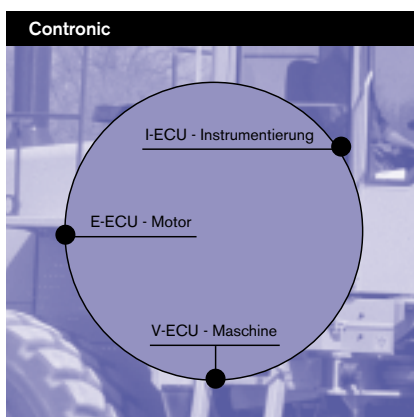 Contronic
I-ECU - Instrumentierung
E-ECU - Motor
V-ECU - Maschine